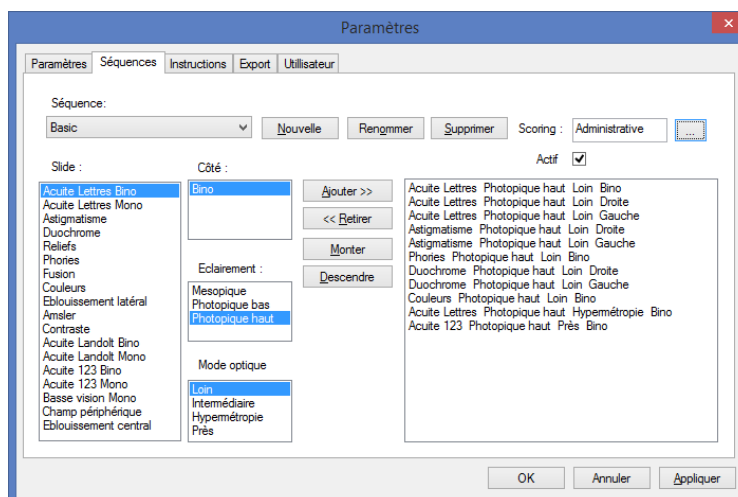 Paramètres
Paramètres Séquences Instructions Export Utilisateur
Séquence:
Basic Nouvelle Renommer Supprimer Scoring : Administrative ...
Actif
Slide :
Acuite Lettres Bino
Acuite Lettres Mono
Astigmatisme
Duochrome
Reliefs
Phories
Fusion
Couleurs
Eblouissement latéral
Amsler
Contraste
Acuite Landolt Bino
Acuite Landolt Mono
Acuite 123 Bino
Acuite 123 Mono
Basse vision Mono
Champ périphérique
Eblouissement central
Côté :
Bino
Eclairement :
Mesopique
Photopique bas
Photopique haut
Mode optique
Loin
Intermédiaire
Hypermétropie
Près
Ajouter >>
<< Retirer
Monter
Descendre
Acuite Lettres Photopique haut Loin Bino
Acuite Lettres Photopique haut Loin Droite
Acuite Lettres Photopique haut Loin Gauche
Astigmatisme Photopique haut Loin Droite
Astigmatisme Photopique haut Loin Gauche
Phories Photopique haut Loin Bino
Duochrome Photopique haut Loin Droite
Duochrome Photopique haut Loin Gauche
Couleurs Photopique haut Loin Bino
Acuite Lettres Photopique haut Hypermétropie Bino
Acuite 123 Photopique haut Près Bino
OK Annuler Appliquer